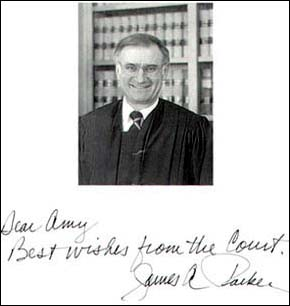 Dear Amy
Best wishes from the Court.
James A. Parker